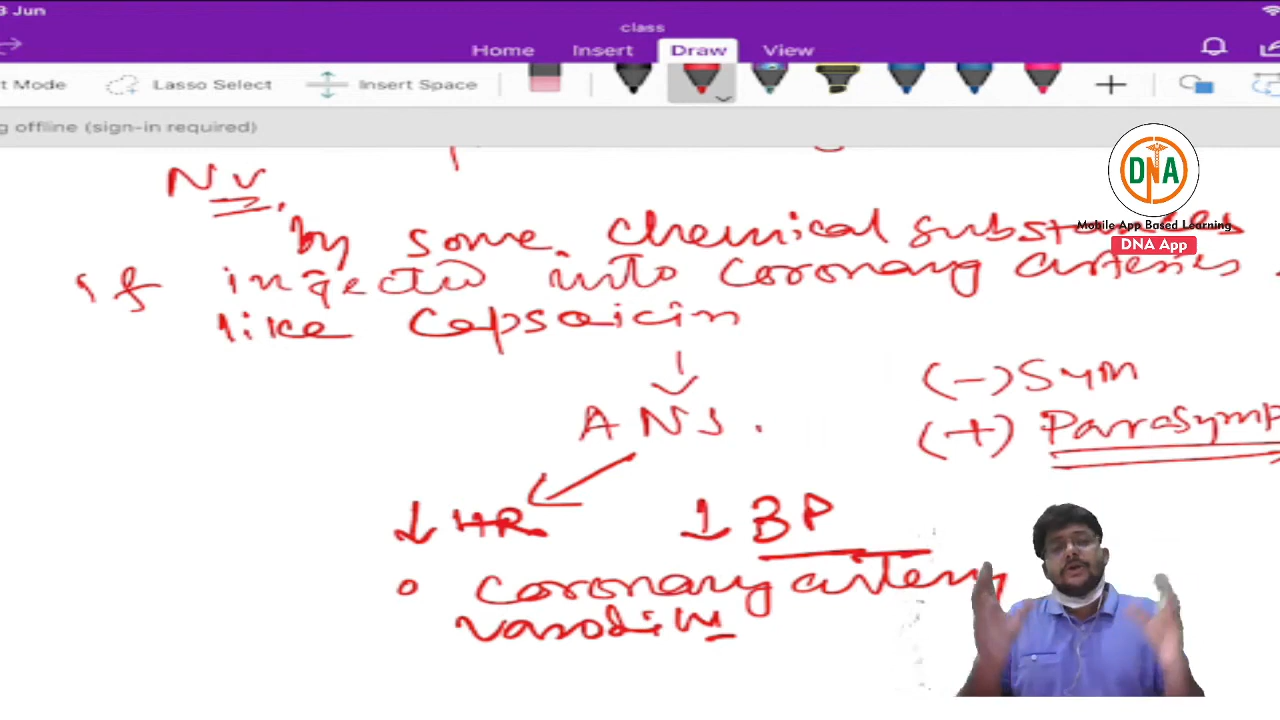 3 Jun
class
Home Insert Draw View
t Mode Lasso Select Insert Space
g offline (sign-in required)
DNA
Mobile App Based Learning
DNA App
NV.
by some chemical substances
if injected into coronary arteries.
like capsaicin
ANS.
(-) Sym
(+) Parasymp
↓ HR ↓ BP
coronary artery